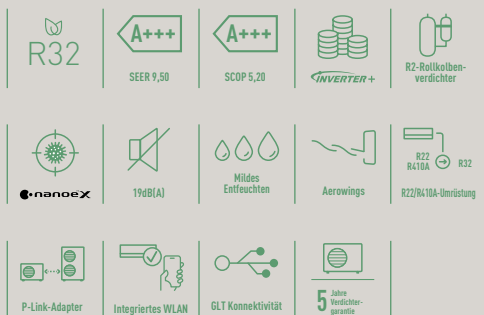 R32
A+++
SEER 9,50
A+++
SCOP 5,20
INVERTER+
R2-Rollkolben-
verdichter
nanoeX
19dB(A)
Mildes
Entfeuchten
Aerowings
R22
R410A
R32
R22/R410A-Umrüstung
P-Link-Adapter
Integriertes WLAN
GLT Konnektivität
5 Jahre
Verdichter-
garantie